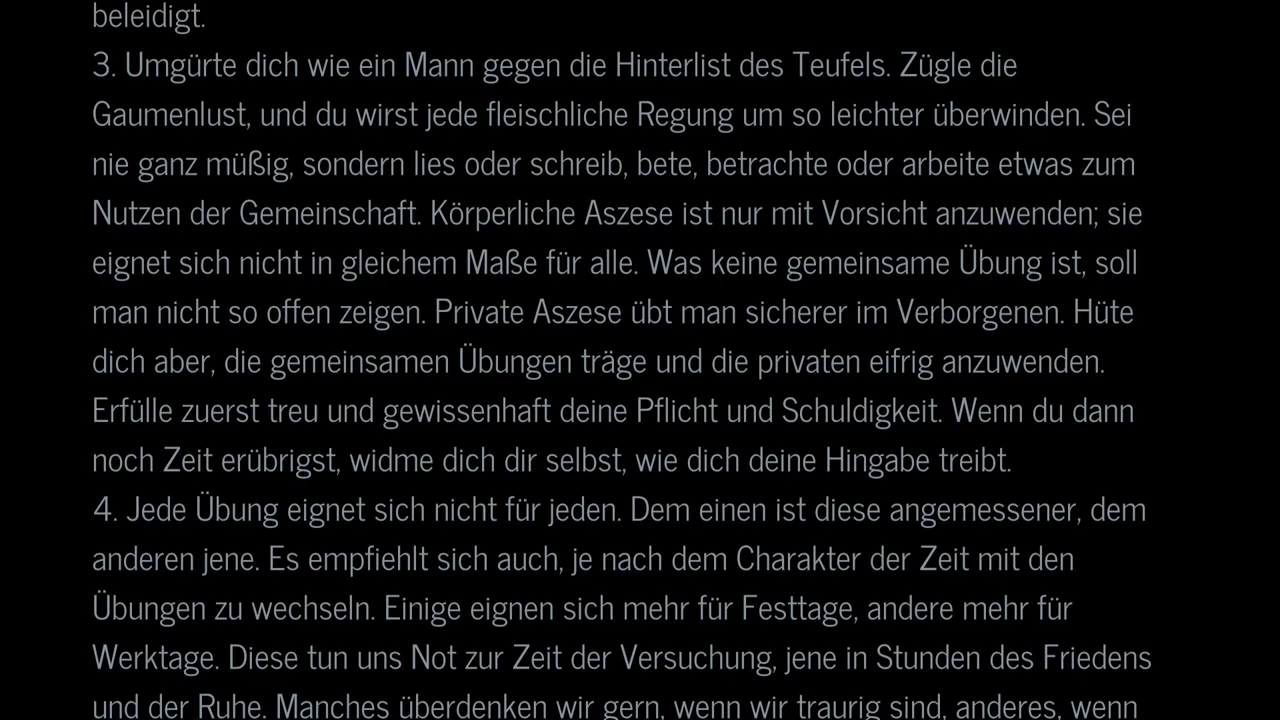 beleidigt.
3. Umgürte dich wie ein Mann gegen die Hinterlist des Teufels. Zügle die
Gaumenlust, und du wirst jede fleischliche Regung um so leichter überwinden. Sei
nie ganz müßig, sondern lies oder schreib, bete, betrachte oder arbeite etwas zum
Nutzen der Gemeinschaft. Körperliche Aszese ist nur mit Vorsicht anzuwenden; sie
eignet sich nicht in gleichem Maße für alle. Was keine gemeinsame Übung ist, soll
man nicht so offen zeigen. Private Aszese übt man sicherer im Verborgenen. Hüte
dich aber, die gemeinsamen Übungen träge und die privaten eifrig anzuwenden.
Erfülle zuerst treu und gewissenhaft deine Pflicht und Schuldigkeit. Wenn du dann
noch Zeit erübrigst, widme dich dir selbst, wie dich deine Hingabe treibt.
4. Jede Übung eignet sich nicht für jeden. Dem einen ist diese angemessener, dem
anderen jene. Es empfiehlt sich auch, je nach dem Charakter der Zeit mit den
Übungen zu wechseln. Einige eignen sich mehr für Festtage, andere mehr für
Werktage. Diese tun uns Not zur Zeit der Versuchung, jene in Stunden des Friedens
und der Ruhe. Manches überdenken wir gern, wenn wir traurig sind, anderes, wenn